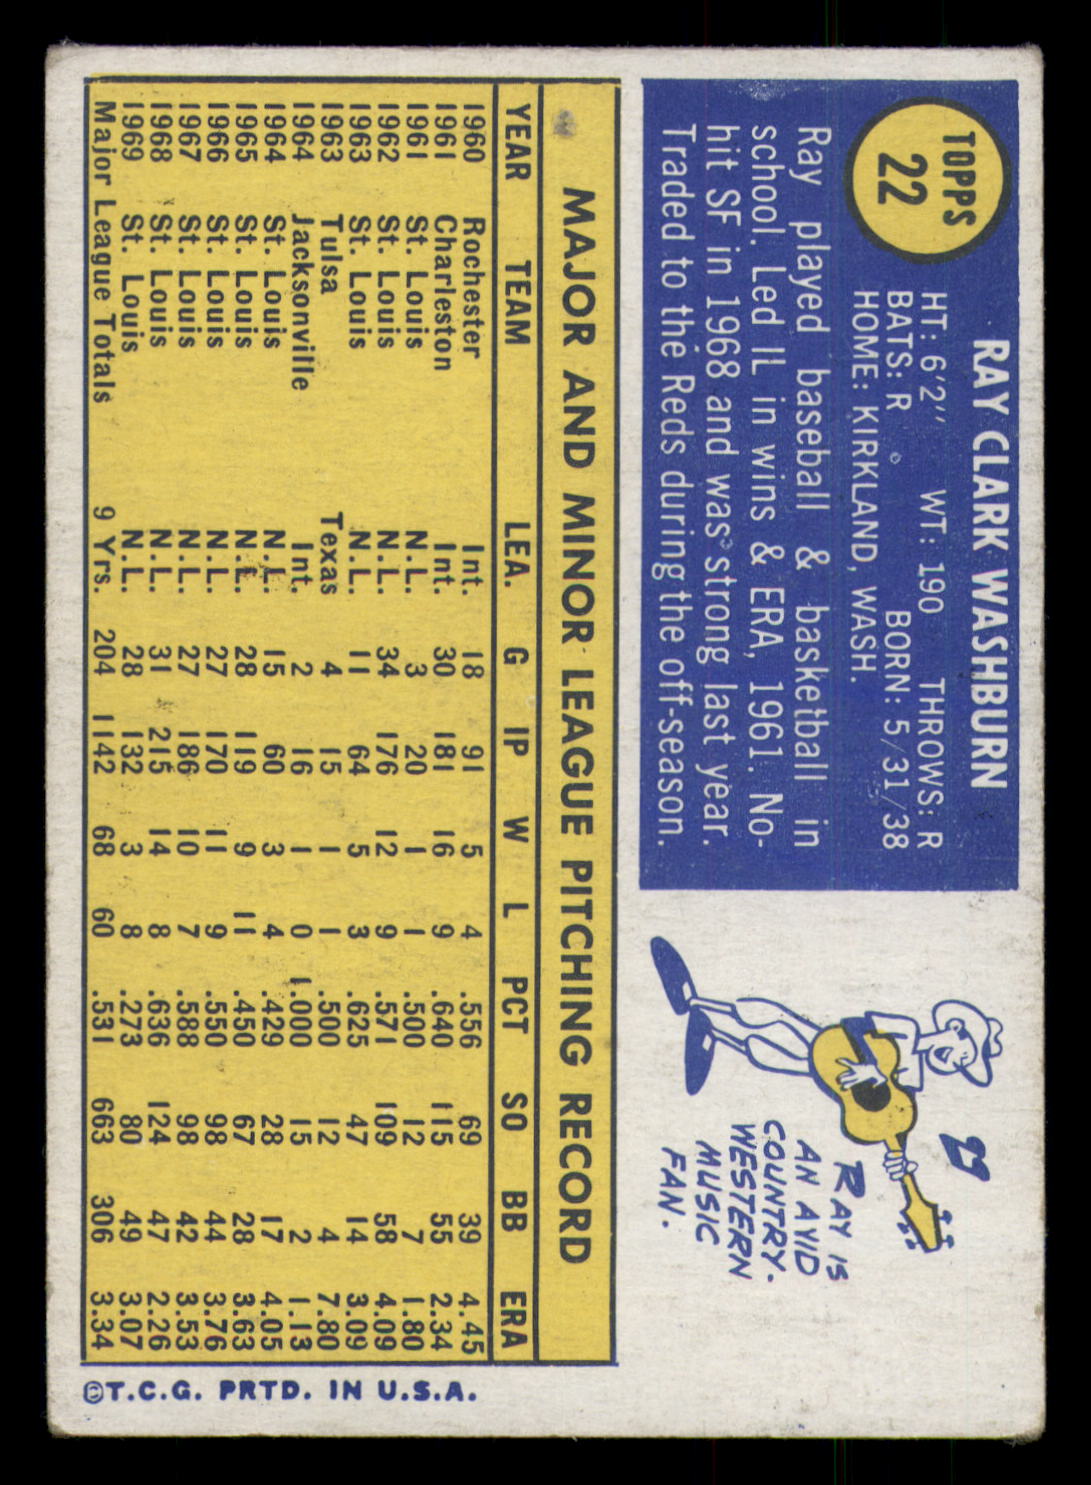 TOPPS
22
RAY CLARK WASHBURN
HT: 6'2" WT: 190 THROWS: R
BATS: R BORN: 5/31/38
HOME: KIRKLAND, WASH.
Ray played baseball & basketball in
school. Led IL in wins & ERA, 1961. No-
hit SF in 1968 and was strong last year.
Traded to the Reds during the off-season.
RAY IS
AN AVID
COUNTRY-
WESTERN
MUSIC
FAN.
MAJOR AND MINOR LEAGUE PITCHING RECORD
YEAR TEAM LEA. G IP W L PCT SO BB ERA
1960 Rochester Int. 18 91 5 4 .556 69 39 4.45
1961 Charleston Int. 30 181 16 9 .640 115 55 2.34
1961 St. Louis N.L. 3 20 1 1 .500 12 7 1.80
1962 St. Louis N.L. 34 176 12 9 .571 109 58 4.09
1963 St. Louis N.L. 11 64 5 3 .625 47 14 3.09
1963 Tulsa Texas 4 15 1 1 .500 12 4 7.80
1964 Jacksonville Int. 2 16 1 0 1.000 15 2 1.13
1964 St. Louis N.L. 15 60 3 4 .429 28 17 4.05
1965 St. Louis N.L. 28 119 9 11 .450 67 28 3.63
1966 St. Louis N.L. 27 170 11 9 .550 98 44 3.76
1967 St. Louis N.L. 27 186 10 7 .588 98 42 3.53
1968 St. Louis N.L. 31 215 14 8 .636 124 47 2.26
1969 St. Louis N.L. 28 132 3 8 .273 80 49 3.07
Major League Totals 9 Yrs. 204 1142 68 60 .531 663 306 3.34
©T.C.G. PRTD. IN U.S.A.